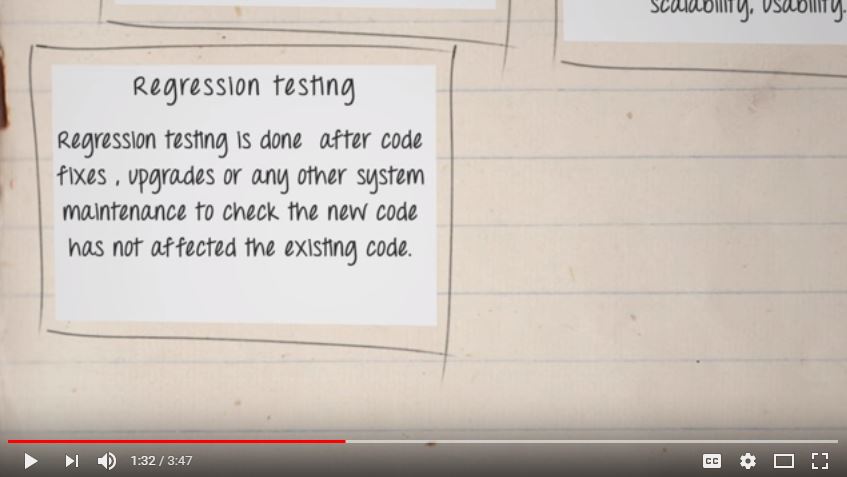 scalability, usability.
Regression testing
Regression testing is done after code
fixes , upgrades or any other system
maintenance to check the new code
has not affected the existing code.
1:32 / 3:47
CC